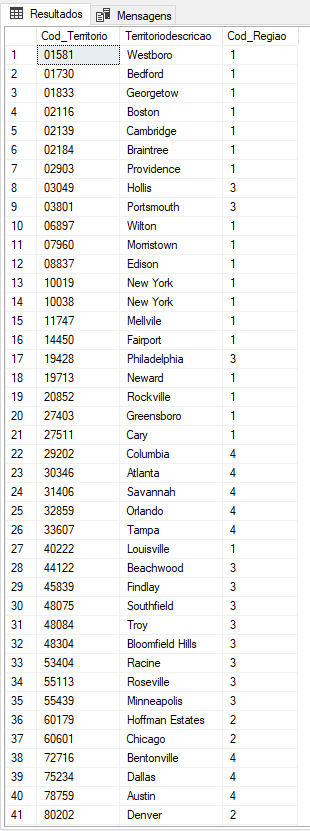 Resultados Mensagens
Cod_Territorio Territoriodescricao Cod_Regiao
1 01581 Westboro 1
2 01730 Bedford 1
3 01833 Georgetow 1
4 02116 Boston 1
5 02139 Cambridge 1
6 02184 Braintree 1
7 02903 Providence 1
8 03049 Hollis 3
9 03801 Portsmouth 3
10 06897 Wilton 1
11 07960 Morristown 1
12 08837 Edison 1
13 10019 New York 1
14 10038 New York 1
15 11747 Mellvile 1
16 14450 Fairport 1
17 19428 Philadelphia 3
18 19713 Neward 1
19 20852 Rockville 1
20 27403 Greensboro 1
21 27511 Cary 1
22 29202 Columbia 4
23 30346 Atlanta 4
24 31406 Savannah 4
25 32859 Orlando 4
26 33607 Tampa 4
27 40222 Louisville 1
28 44122 Beachwood 3
29 45839 Findlay 3
30 48075 Southfield 3
31 48084 Troy 3
32 48304 Bloomfield Hills 3
33 53404 Racine 3
34 55113 Roseville 3
35 55439 Minneapolis 3
36 60179 Hoffman Estates 2
37 60601 Chicago 2
38 72716 Bentonville 4
39 75234 Dallas 4
40 78759 Austin 4
41 80202 Denver 2